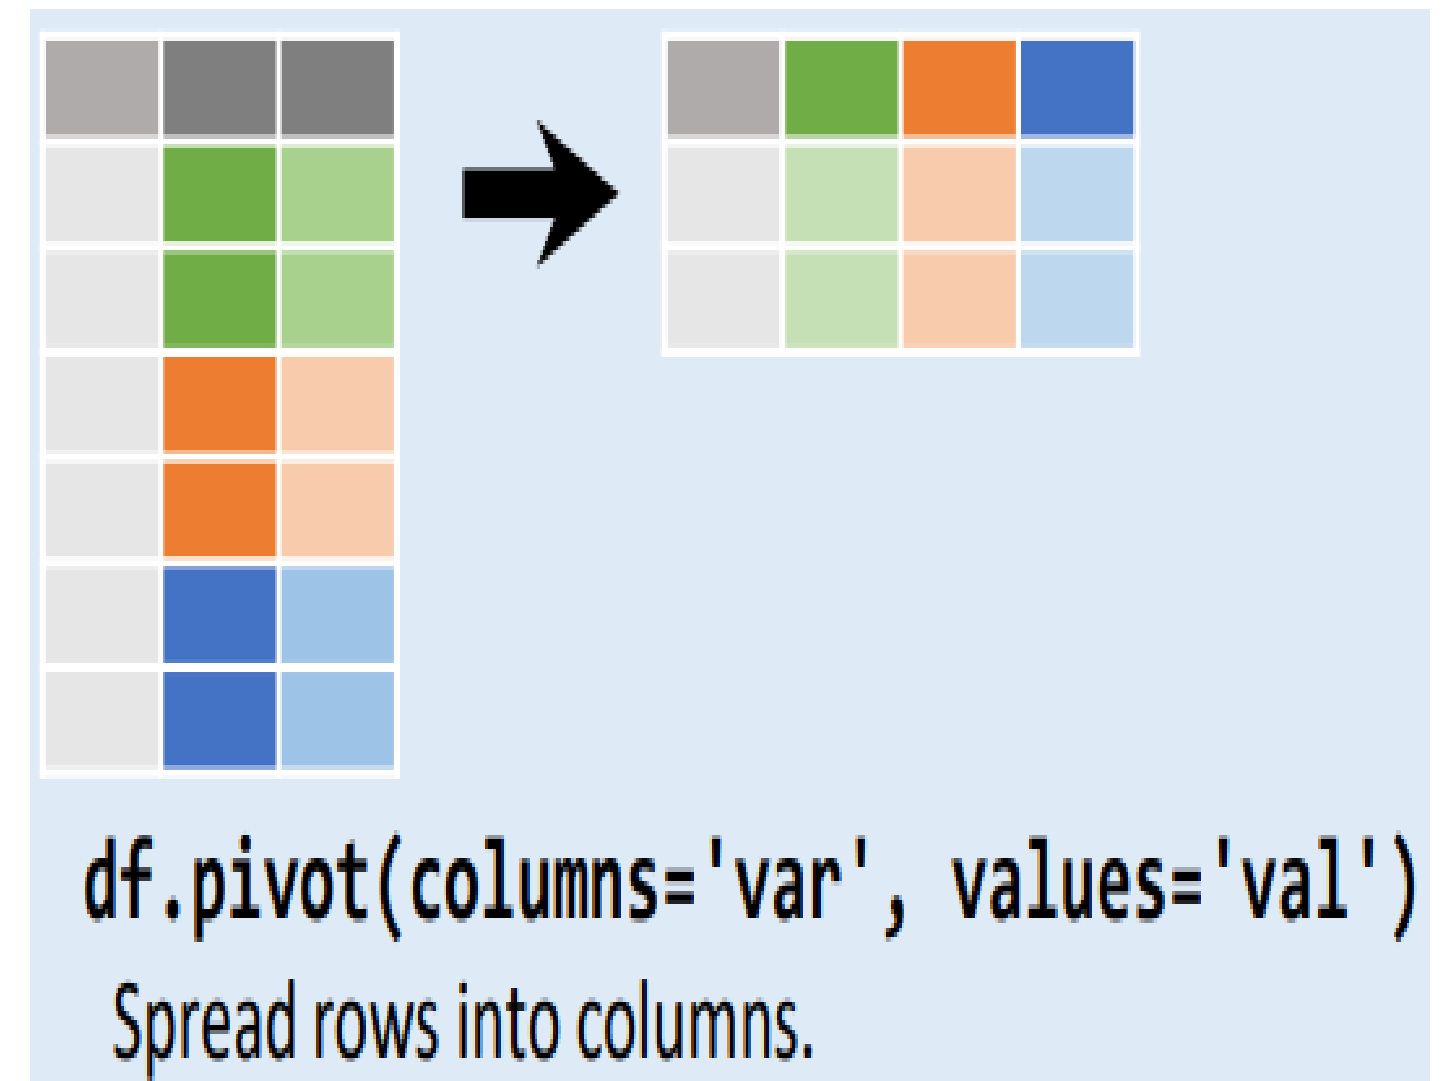 df.pivot(columns='var', values='val')
Spread rows into columns.